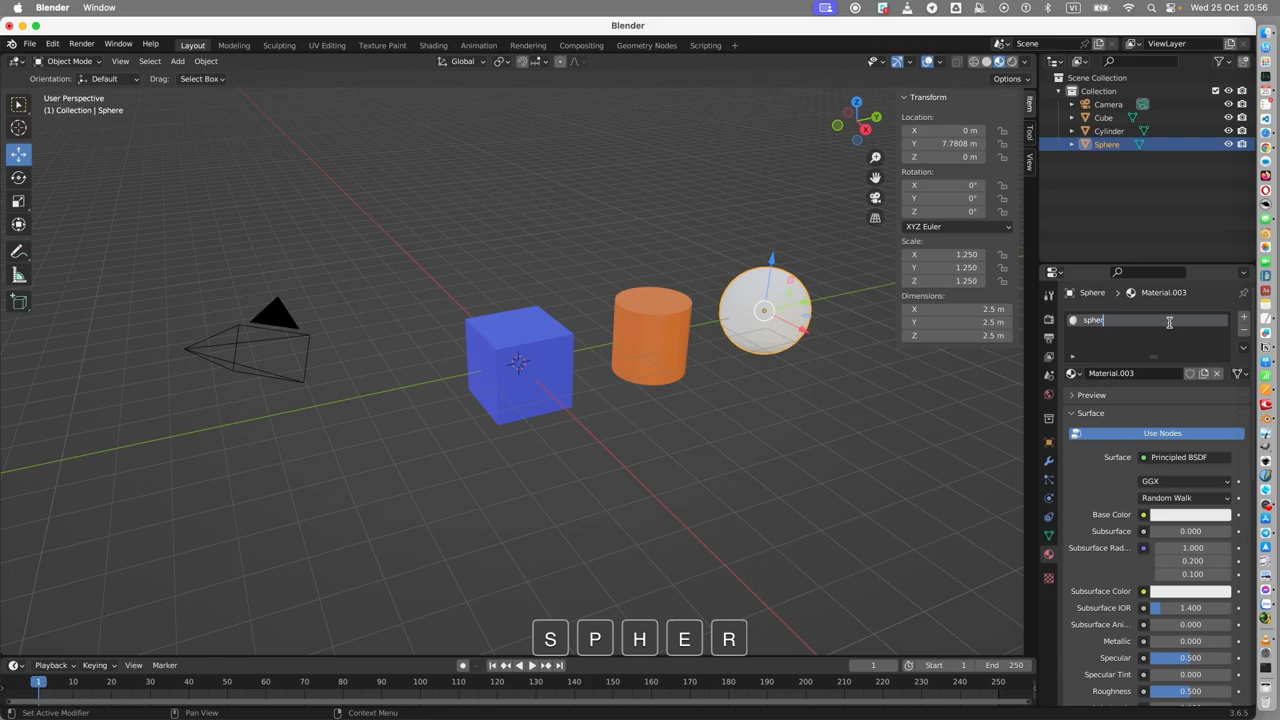 Blender Window
VI
Wed 25 Oct 20:56
Blender
File Edit Render Window Help
Layout Modeling Sculpting UV Editing Texture Paint Shading Animation Rendering Compositing Geometry Nodes Scripting +
Scene
ViewLayer
Object Mode View Select Add Object
Global
Orientation: Default Drag: Select Box
Options
User Perspective
(1) Collection | Sphere
Z
Y
X
Transform
Location:
X 0 m
Y 7.7808 m
Z 0 m
Rotation:
X 0°
Y 0°
Z 0°
XYZ Euler
Scale:
X 1.250
Y 1.250
Z 1.250
Dimensions:
X 2.5 m
Y 2.5 m
Z 2.5 m
Item
Tool
View
Scene Collection
Collection
Camera
Cube
Cylinder
Sphere
Sphere > Material.003
spher
Material.003
Preview
Surface
Use Nodes
Surface Principled BSDF
GGX
Random Walk
Base Color
Subsurface 0.000
Subsurface Rad... 1.000
0.200
0.100
Subsurface Color
Subsurface IOR 1.400
Subsurface Ani... 0.000
Metallic 0.000
Specular 0.500
Specular Tint 0.000
Roughness 0.500
S P H E R
Playback Keying View Marker
1 Start 1 End 250
1 10 20 30 40 50 60 70 80 90 100 110 120 130 140 150 160 170 180 190 200 210 220 230 240 250
Set Active Modifier Pan View Context Menu
3.6.5